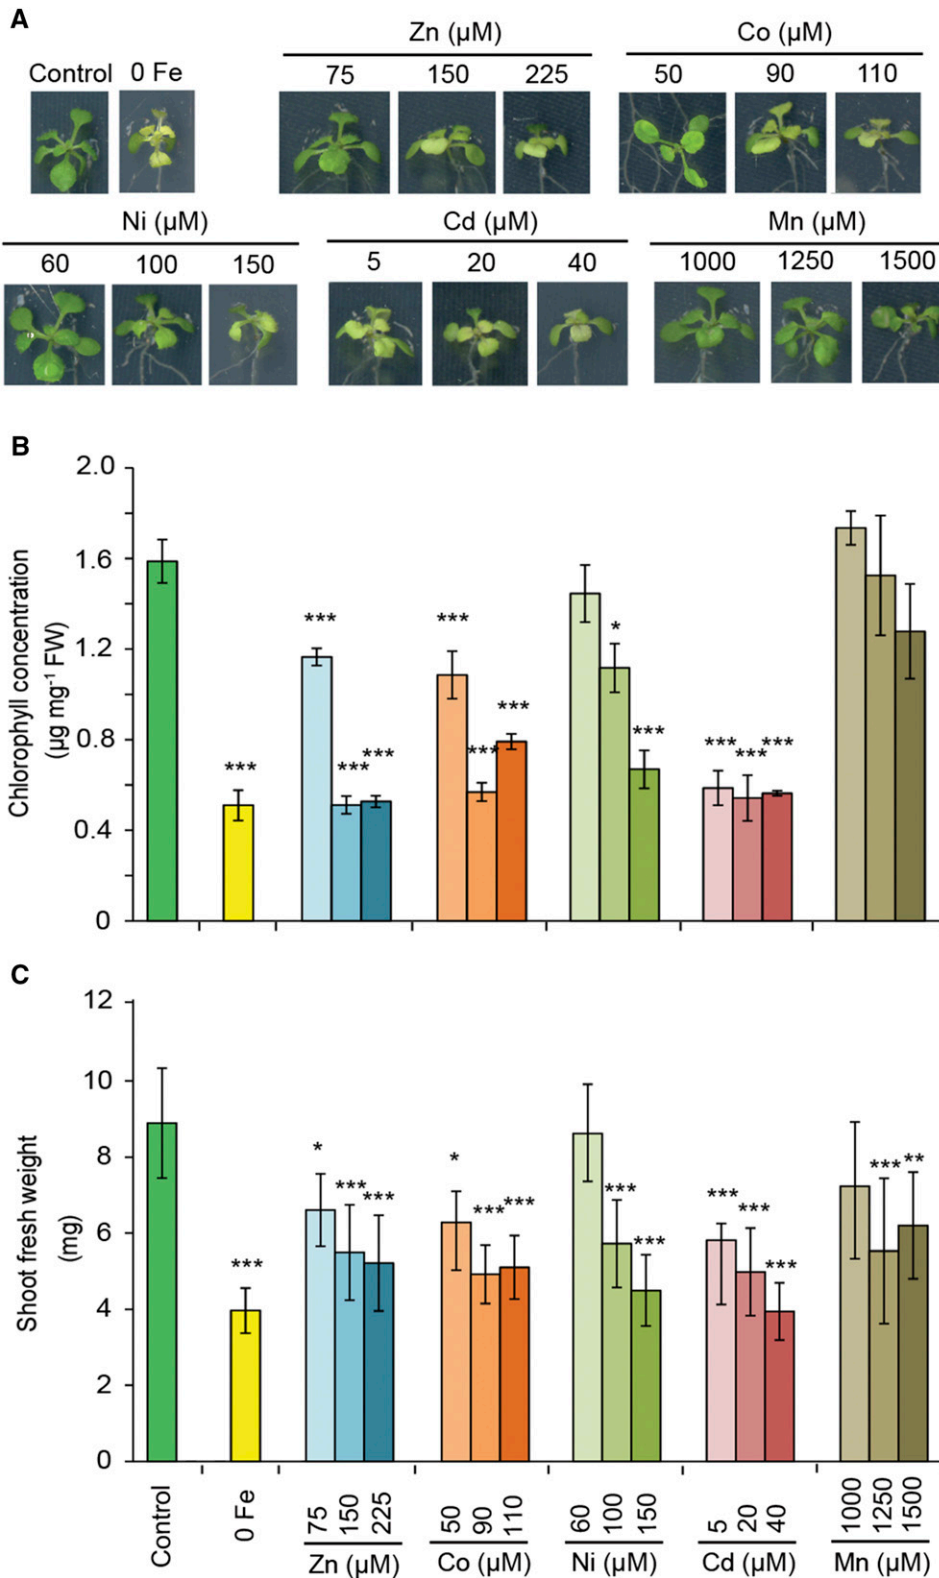 A
Zn (µM)
Co (µM)
Control 0 Fe 75 150 225 50 90 110
Ni (µM) Cd (µM) Mn (µM)
60 100 150 5 20 40 1000 1250 1500
B
Chlorophyll concentration
(µg mg⁻¹ FW)
2.0
1.6
1.2
0.8
0.4
0
*** *** *** *** *** *** *** * *** *** *** ***
C
Shoot fresh weight
(mg)
12
10
8
6
4
2
0
*** * *** *** * *** *** *** *** *** *** *** *** **
Control 0 Fe 75 150 225 50 90 110 60 100 150 5 20 40 1000 1250 1500
Zn (µM) Co (µM) Ni (µM) Cd (µM) Mn (µM)